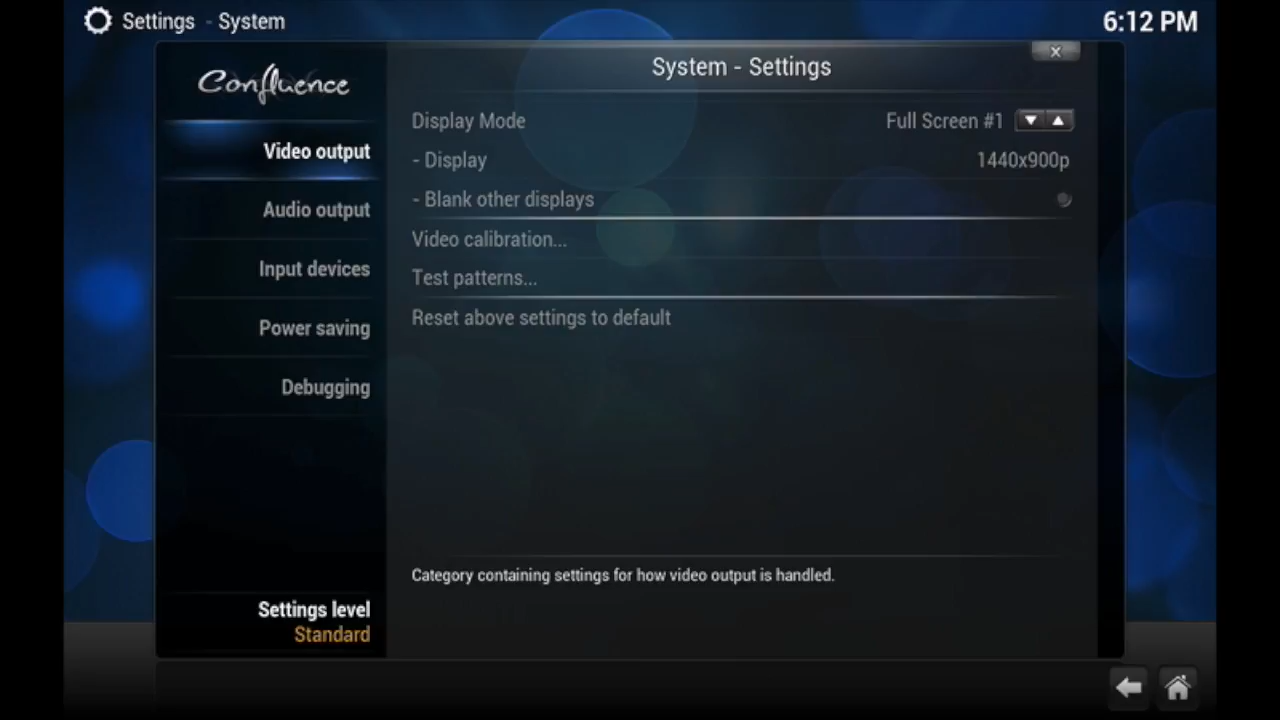 Settings - System
6:12 PM
Confluence
System - Settings
Video output
Audio output
Input devices
Power saving
Debugging
Settings level
Standard
Display Mode Full Screen #1
- Display 1440x900p
- Blank other displays
Video calibration...
Test patterns...
Reset above settings to default
Category containing settings for how video output is handled.